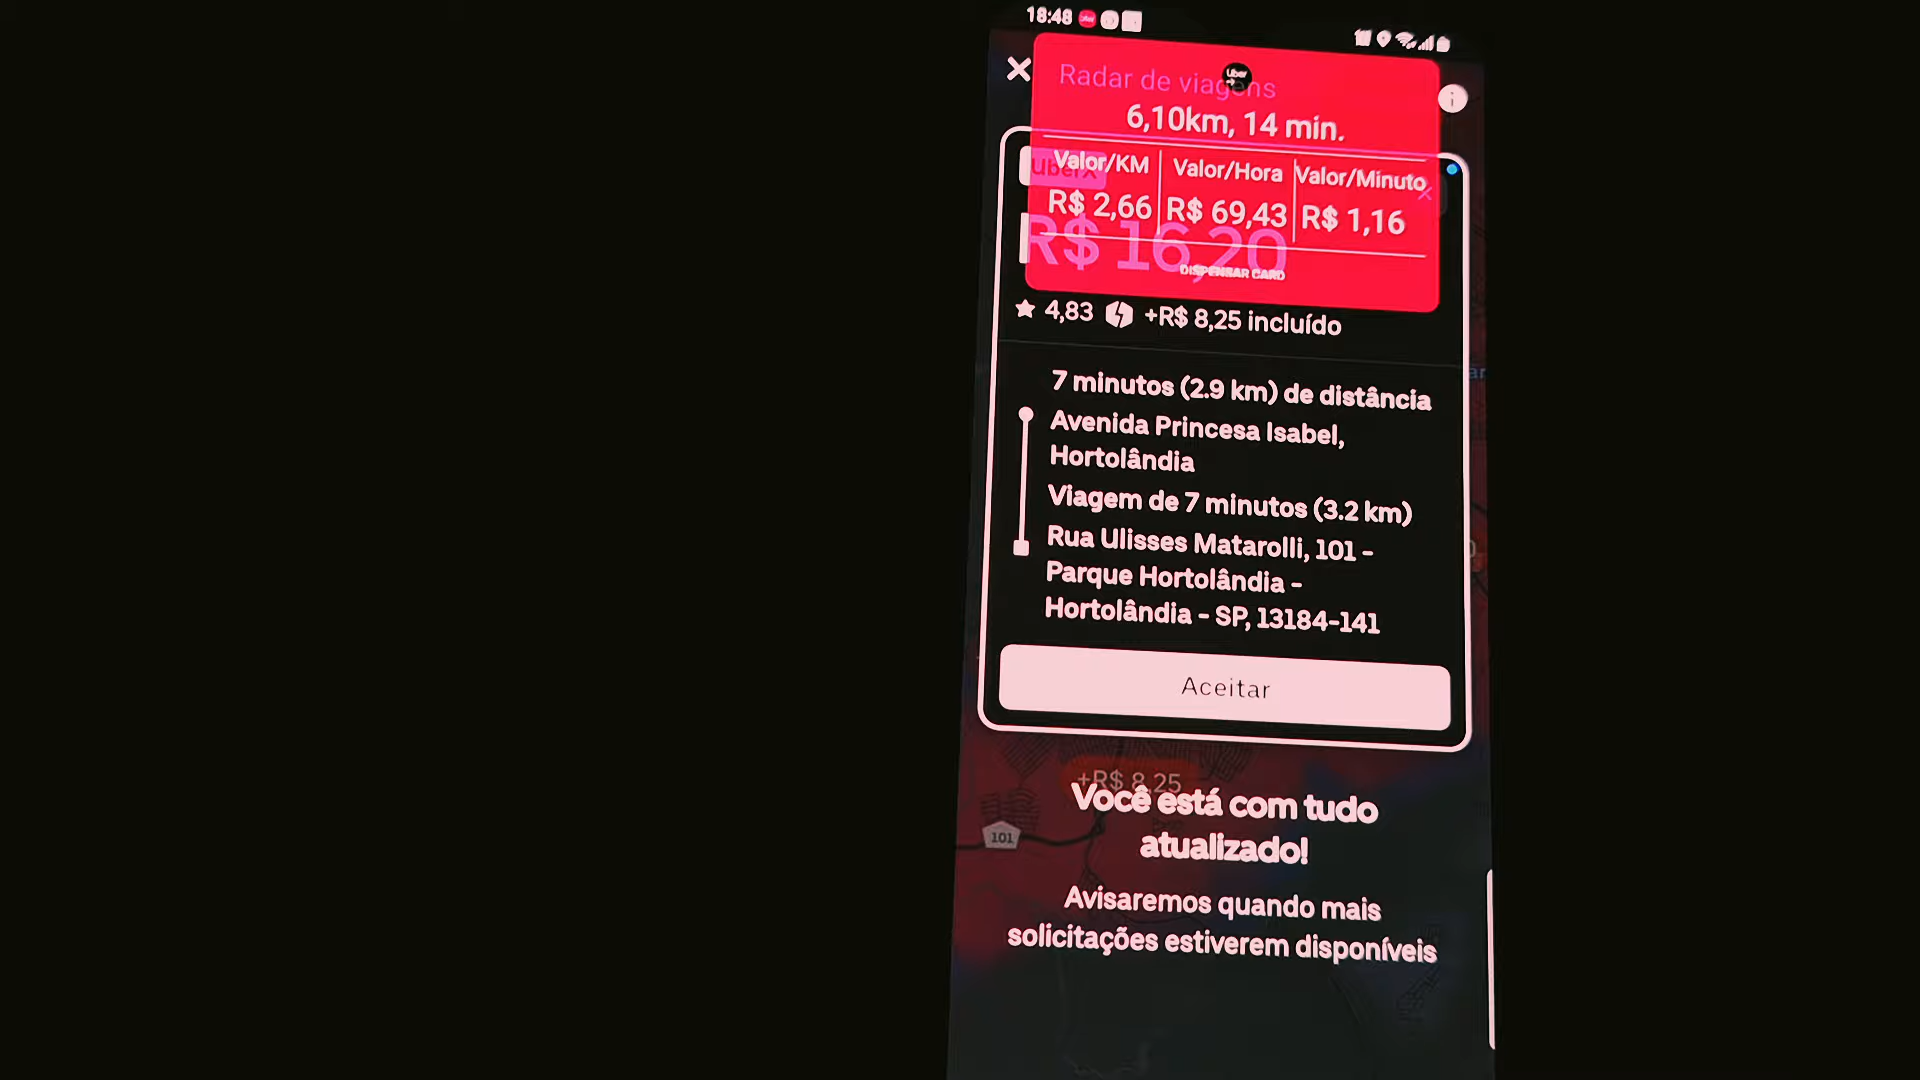 18:48
Radar de viagens
Uber
6,10km, 14 min.
UberX
Valor/KM Valor/Hora Valor/Minuto
R$ 2,66 R$ 69,43 R$ 1,16
R$ 16,20
DISPENSAR CARD
4,83 +R$ 8,25 incluído
7 minutos (2.9 km) de distância
Avenida Princesa Isabel,
Hortolândia
Viagem de 7 minutos (3.2 km)
Rua Ulisses Matarolli, 101 -
Parque Hortolândia -
Hortolândia - SP, 13184-141
Aceitar
+R$ 8,25
Você está com tudo
atualizado!
101
Avisaremos quando mais
solicitações estiverem disponíveis